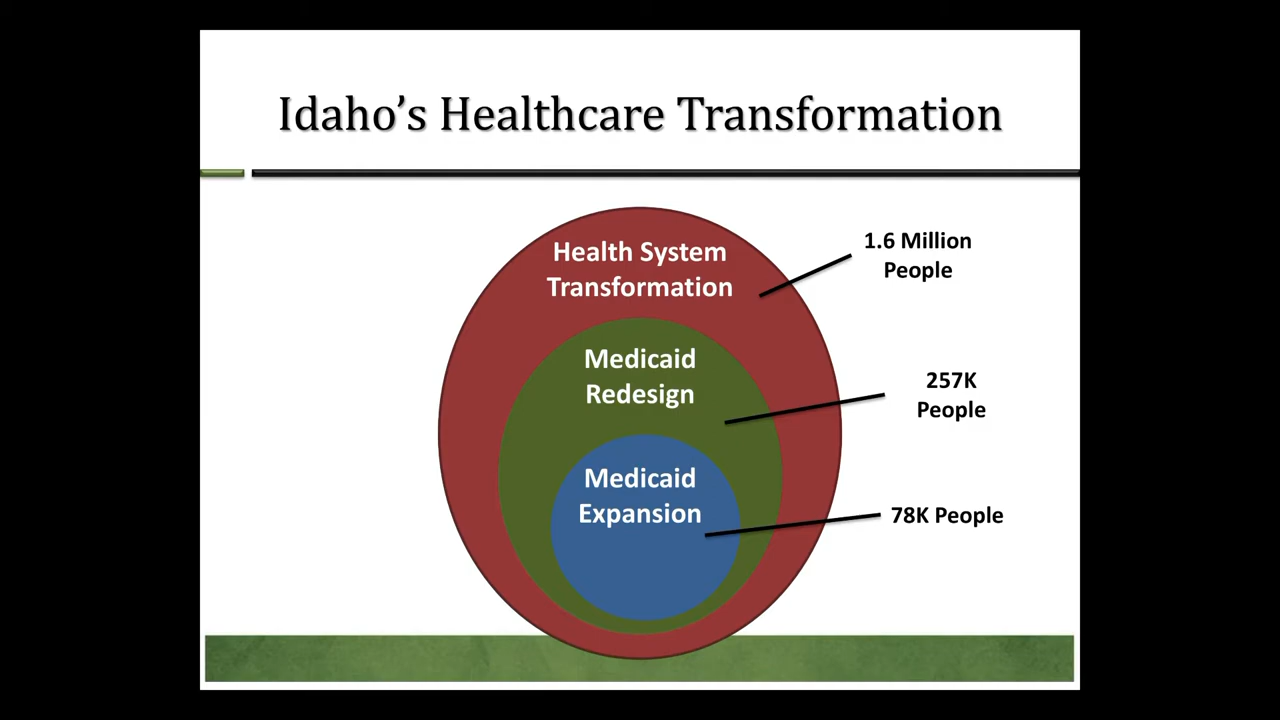 Idaho’s Healthcare Transformation
Health System
Transformation
1.6 Million
People
Medicaid
Redesign
257K
People
Medicaid
Expansion
78K People